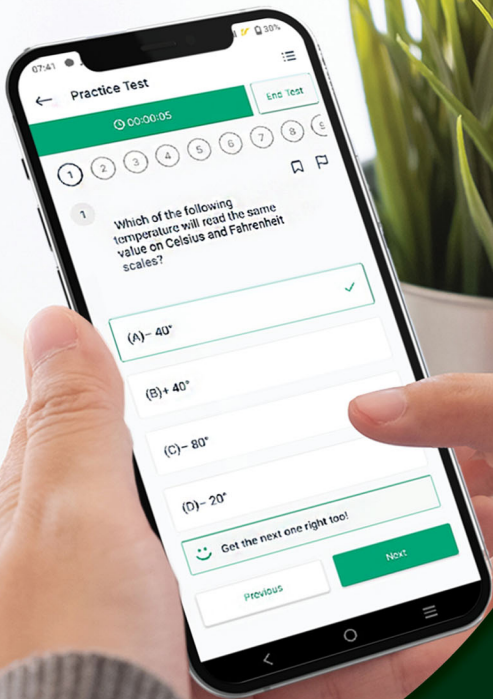 07:41
30%
Practice Test
00:00:05
End Test
1 2 3 4 5 6 7 8 9
1
Which of the following
temperature will read the same
value on Celsius and Fahrenheit
scales?
(A)– 40°
(B)+ 40°
(C)– 80°
(D)– 20°
Get the next one right too!
Previous
Next